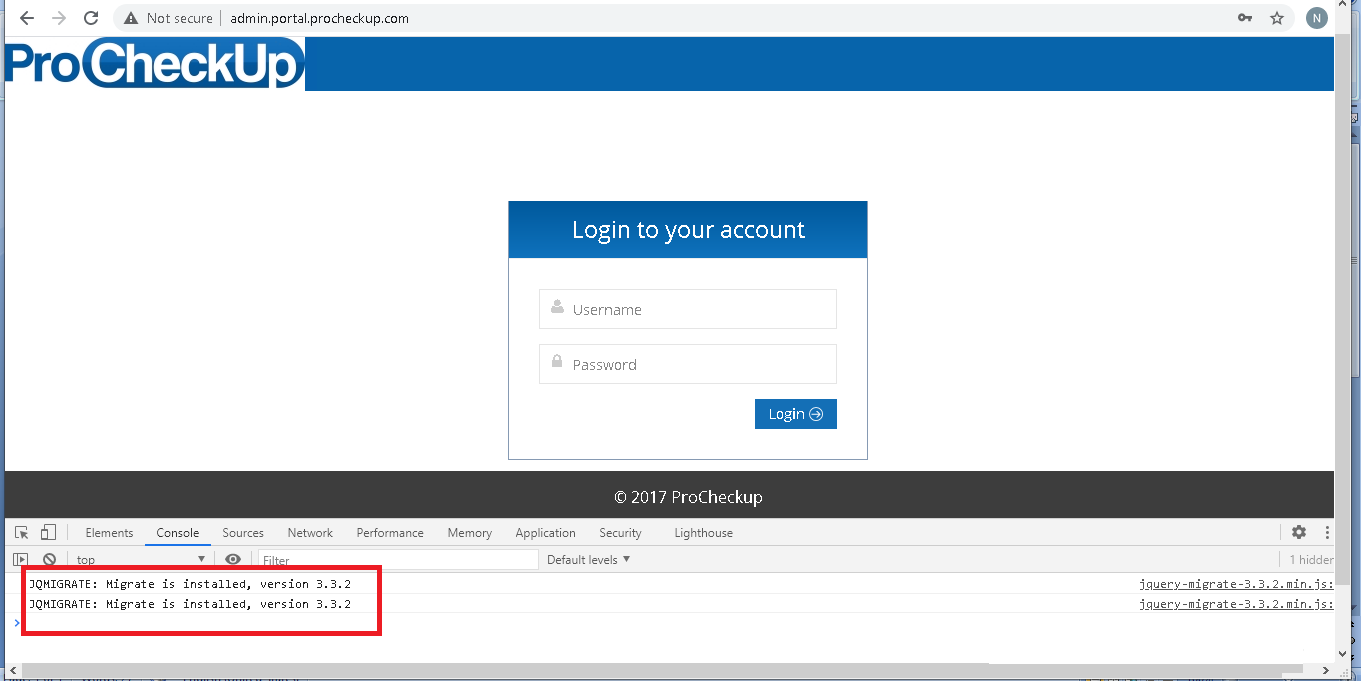 Not secure admin.portal.procheckup.com N
ProCheckUp
Login to your account
Username
Password
Login
© 2017 ProCheckup
Elements Console Sources Network Performance Memory Application Security Lighthouse
top Filter Default levels 1 hidden
JQMIGRATE: Migrate is installed, version 3.3.2 jquery-migrate-3.3.2.min.js:
JQMIGRATE: Migrate is installed, version 3.3.2 jquery-migrate-3.3.2.min.js: